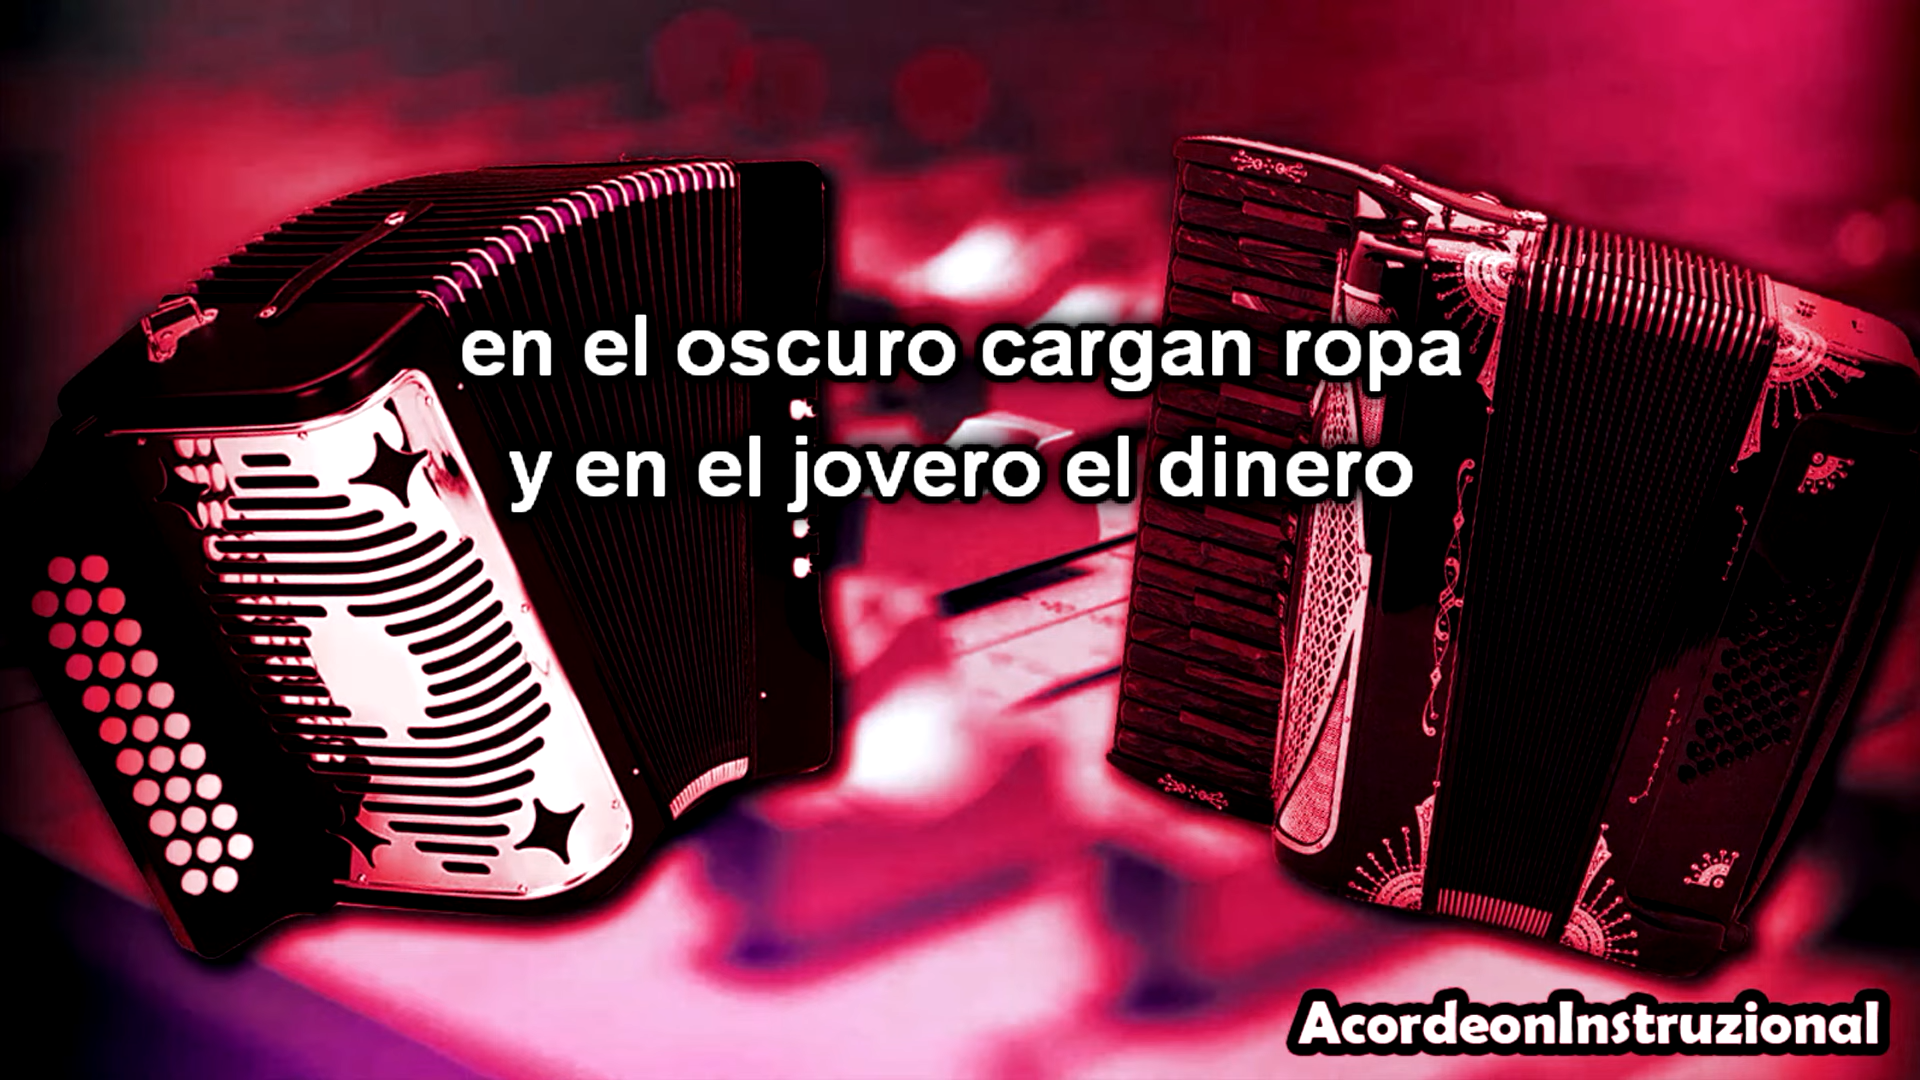 en el oscuro cargan ropa
y en el jovero el dinero
AcordeonInstruzional